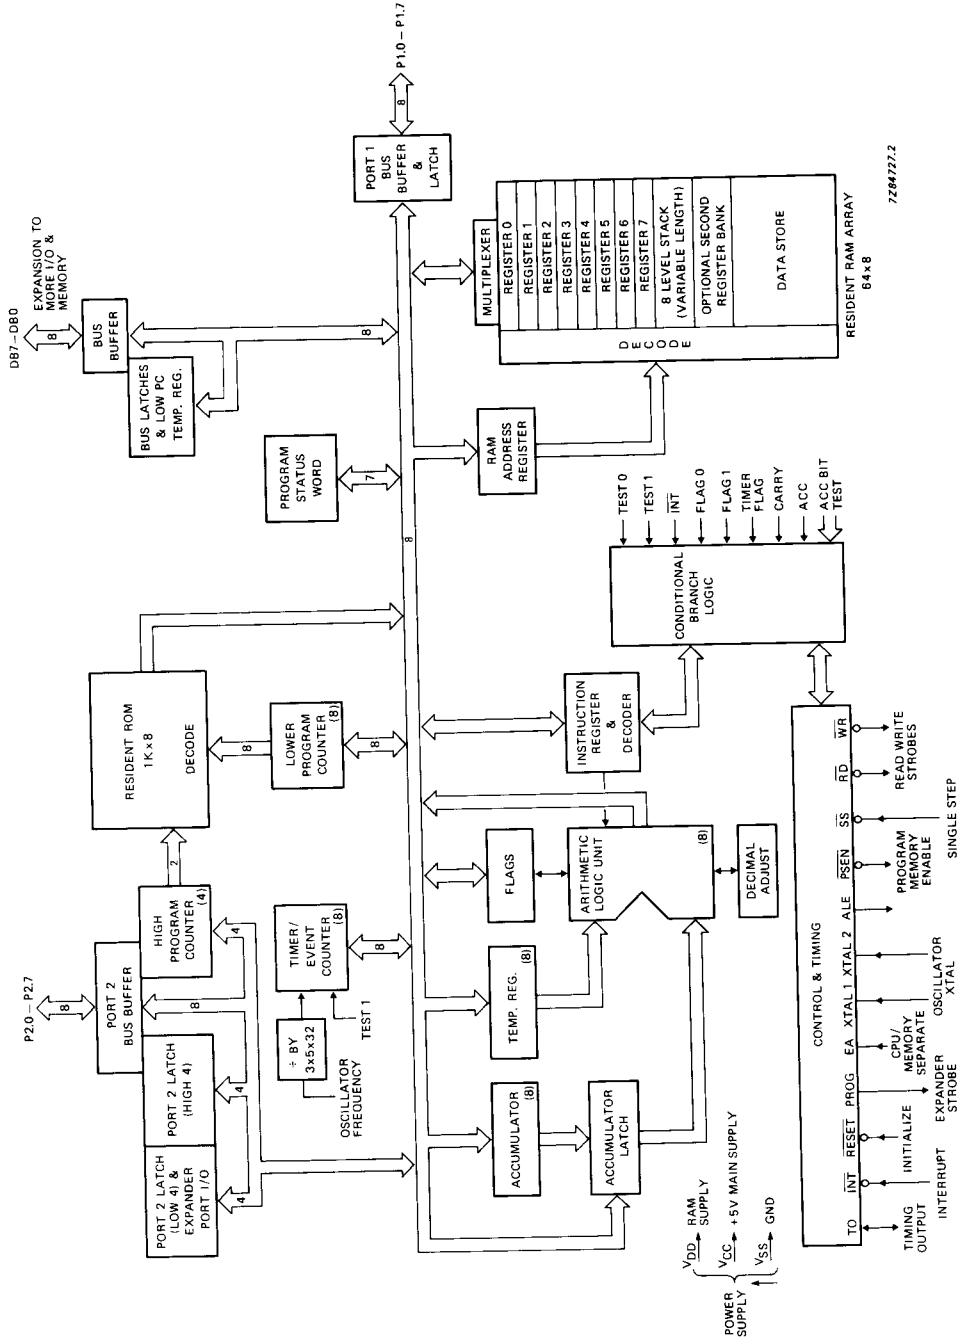 P2.0–P2.7
8
PORT 2
BUS BUFFER
PORT 2 LATCH
(HIGH 4)
PORT 2 LATCH
(LOW 4) &
EXPANDER
PORT I/O
8
4
4
4
HIGH
PROGRAM
COUNTER
(4)
2
RESIDENT ROM
1K x 8
DECODE
8
LOWER
PROGRAM
COUNTER
(8)
8
TIMER/
EVENT
COUNTER
(8)
8
÷ BY
3x5x32
OSCILLATOR
FREQUENCY
TEST 1
PROGRAM
STATUS
WORD
7
DB7–DB0
8
EXPANSION TO
MORE I/O &
MEMORY
BUS
BUFFER
BUS LATCHES
& LOW PC
TEMP. REG.
8
8
PORT 1
BUS
BUFFER
&
LATCH
8
P1.0–P1.7
ACCUMULATOR
(8)
ACCUMULATOR
LATCH
TEMP. REG.
(8)
FLAGS
ARITHMETIC
LOGIC UNIT
(8)
DECIMAL
ADJUST
INSTRUCTION
REGISTER
&
DECODER
RAM
ADDRESS
REGISTER
MULTIPLEXER
DECODE
REGISTER 0
REGISTER 1
REGISTER 2
REGISTER 3
REGISTER 4
REGISTER 5
REGISTER 6
REGISTER 7
8 LEVEL STACK
(VARIABLE LENGTH)
OPTIONAL SECOND
REGISTER BANK
DATA STORE
RESIDENT RAM ARRAY
64x8
CONDITIONAL
BRANCH
LOGIC
TEST 0
TEST 1
INT
FLAG 0
FLAG 1
TIMER
FLAG
CARRY
ACC
ACC BIT
TEST
POWER
SUPPLY
VDD
RAM
SUPPLY
VCC
+5V MAIN SUPPLY
VSS
GND
CONTROL & TIMING
TO
INT
RESET
PROG
EA
XTAL 1
XTAL 2
ALE
PSEN
SS
RD
WR
TIMING
OUTPUT
INTERRUPT
INITIALIZE
EXPANDER
STROBE
CPU/
MEMORY
SEPARATE
OSCILLATOR
XTAL
PROGRAM
MEMORY
ENABLE
SINGLE STEP
READ WRITE
STROBES
7Z84727.2